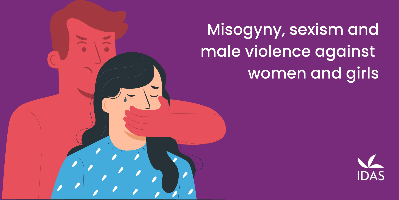 Misogyny, sexism and
male violence against
women and girls
IDAS